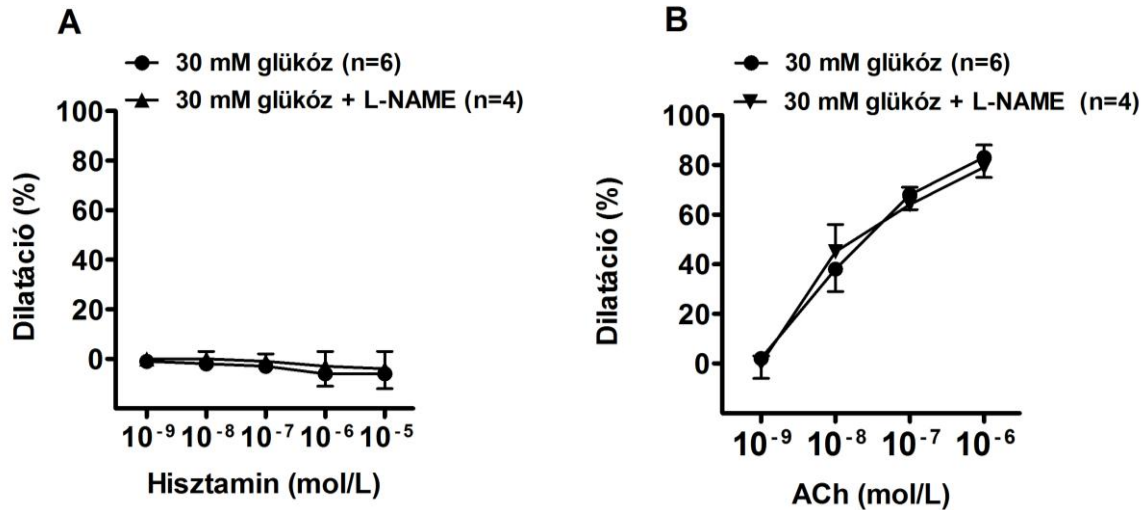 A
30 mM glükóz (n=6)
30 mM glükóz + L-NAME (n=4)
100
80
60
40
20
0
Dilatáció (%)
10⁻⁹ 10⁻⁸ 10⁻⁷ 10⁻⁶ 10⁻⁵
Hisztamin (mol/L)
B
30 mM glükóz (n=6)
30 mM glükóz + L-NAME (n=4)
100
80
60
40
20
0
Dilatáció (%)
10⁻⁹ 10⁻⁸ 10⁻⁷ 10⁻⁶
ACh (mol/L)